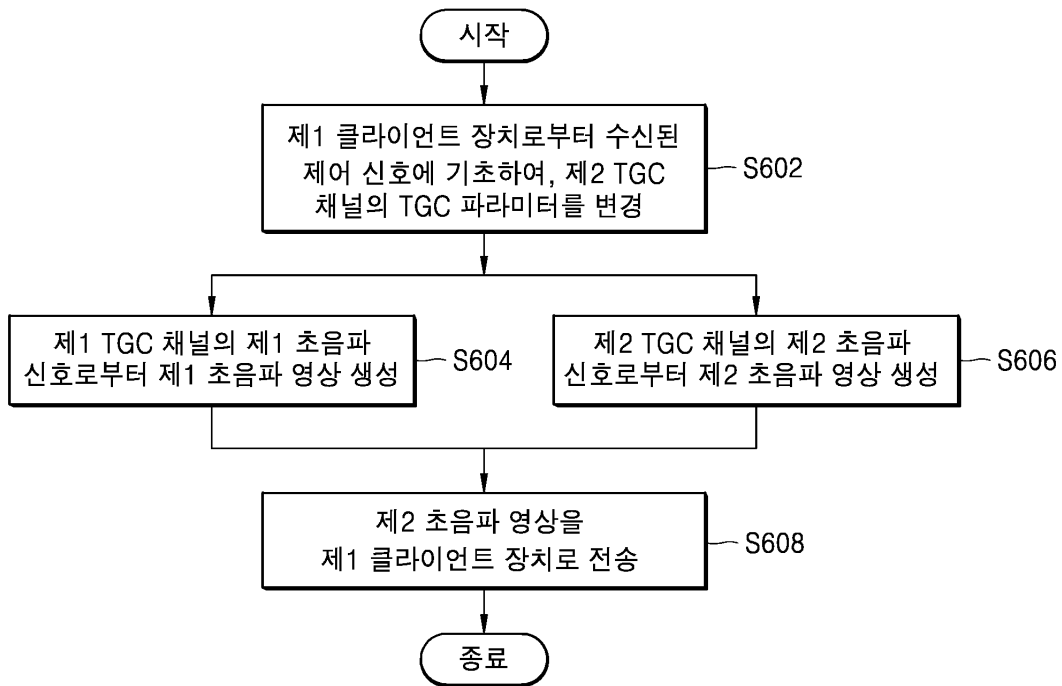 시작
제1 클라이언트 장치로부터 수신된
제어 신호에 기초하여, 제2 TGC
채널의 TGC 파라미터를 변경
S602
제1 TGC 채널의 제1 초음파
신호로부터 제1 초음파 영상 생성
S604
제2 TGC 채널의 제2 초음파
신호로부터 제2 초음파 영상 생성
S606
제2 초음파 영상을
제1 클라이언트 장치로 전송
S608
종료